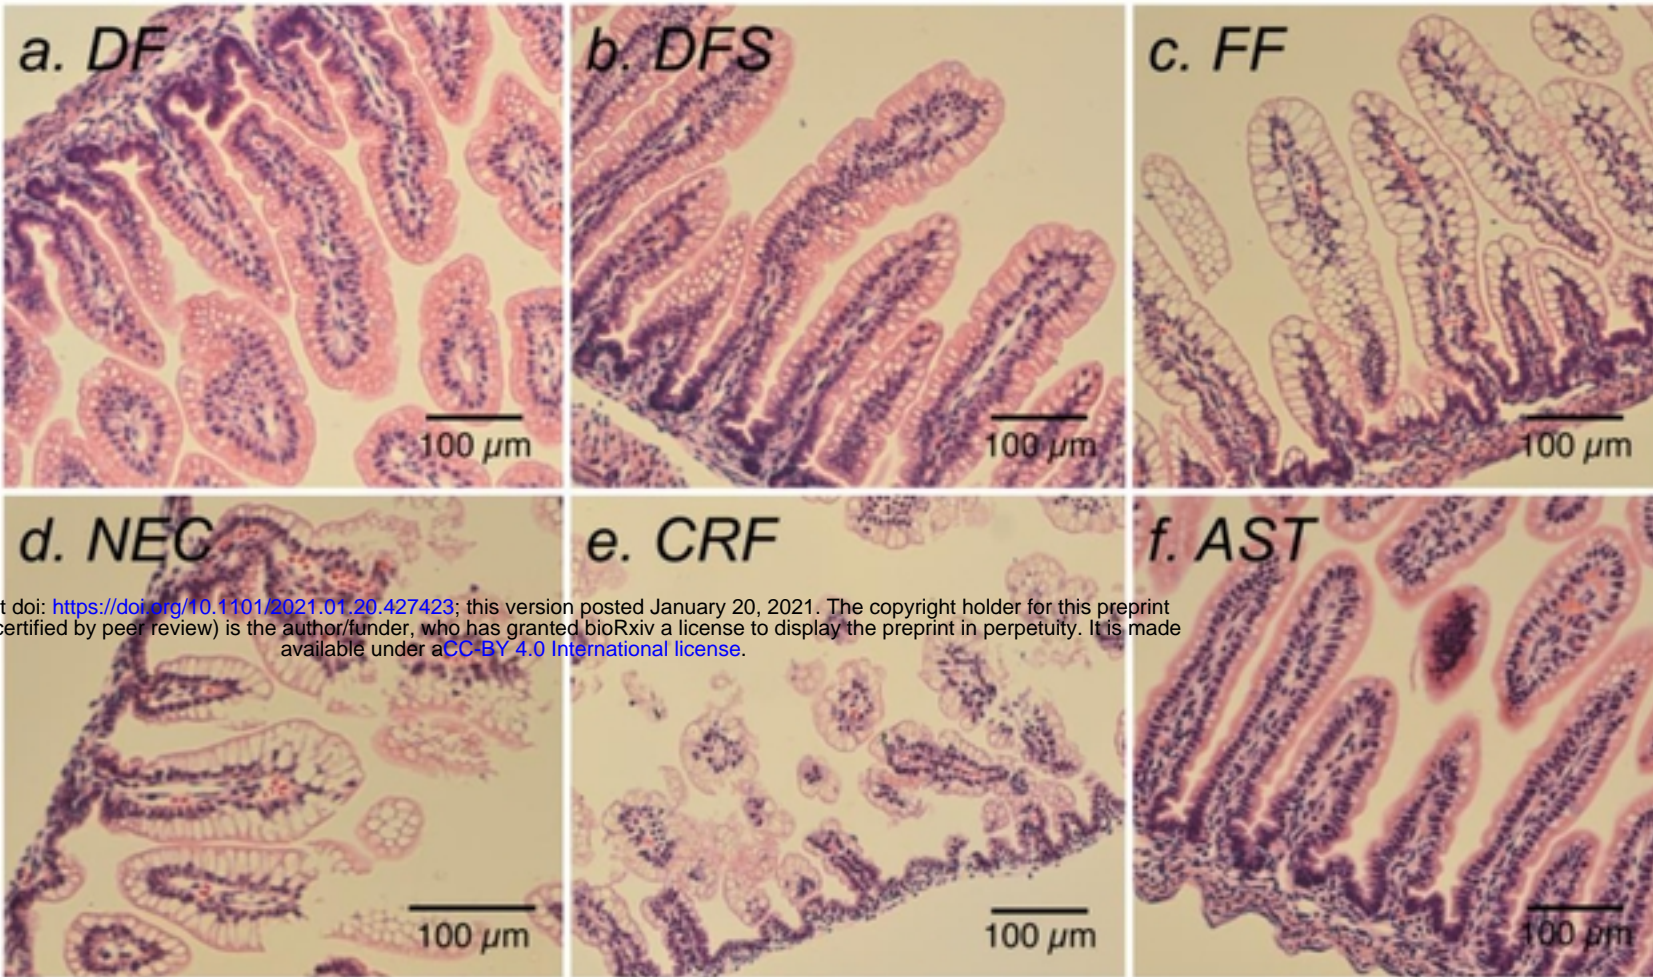 a. DF
b. DFS
c. FF
100 µm
100 µm
100 µm
d. NEC
e. CRF
f. AST
t doi: https://doi.org/10.1101/2021.01.20.427423; this version posted January 20, 2021. The copyright holder for this preprint
certified by peer review) is the author/funder, who has granted bioRxiv a license to display the preprint in perpetuity. It is made
available under aCC-BY 4.0 International license.
100 µm
100 µm
100 µm